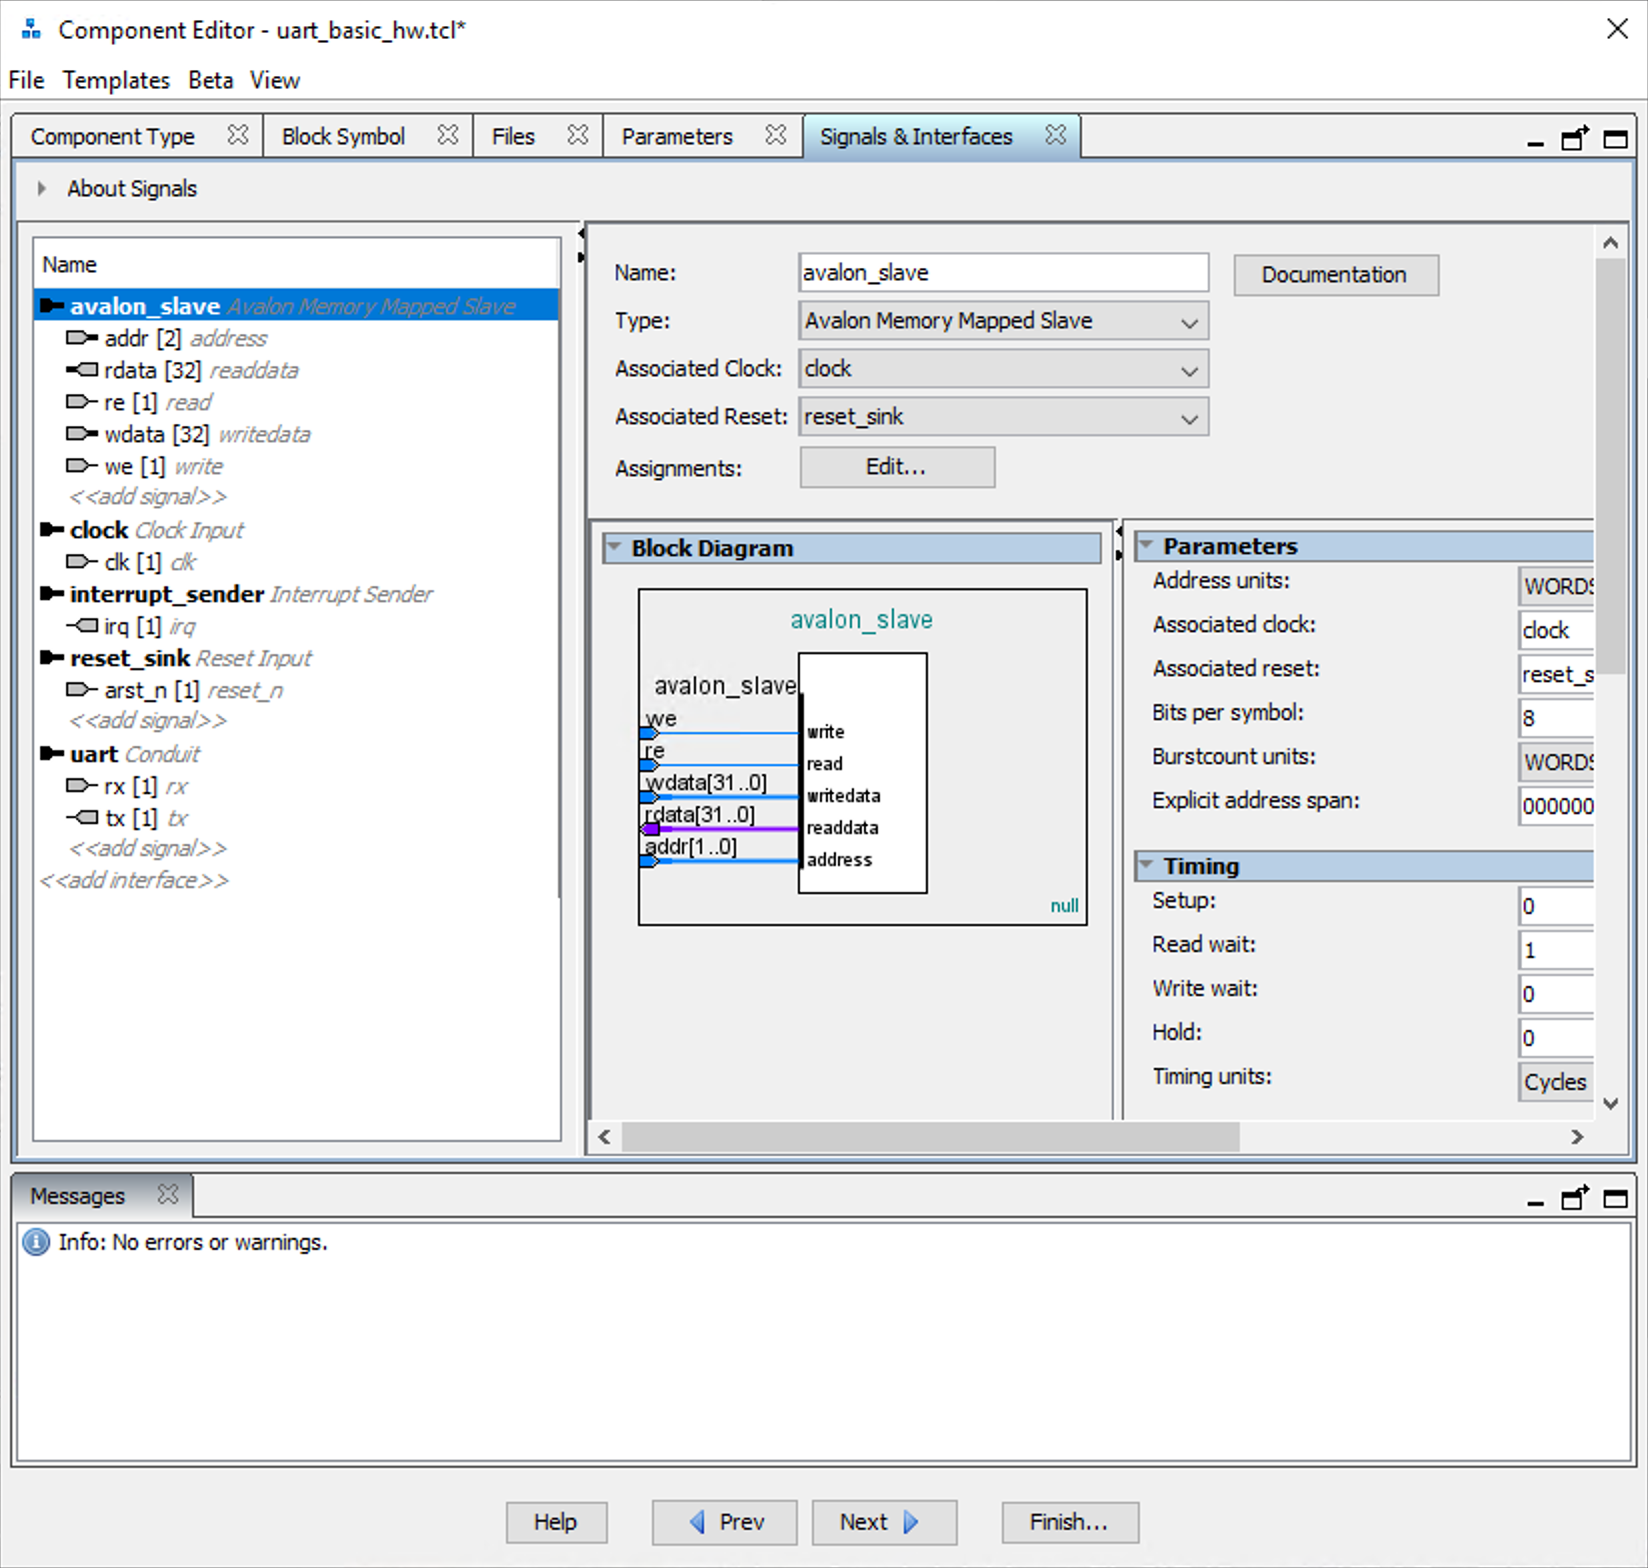 Component Editor - uart_basic_hw.tcl*
File Templates Beta View
Component Type Block Symbol Files Parameters Signals & Interfaces
About Signals
Name
avalon_slave Avalon Memory Mapped Slave
addr [2] address
rdata [32] readdata
re [1] read
wdata [32] writedata
we [1] write
<<add signal>>
clock Clock Input
clk [1] clk
interrupt_sender Interrupt Sender
irq [1] irq
reset_sink Reset Input
arst_n [1] reset_n
<<add signal>>
uart Conduit
rx [1] rx
tx [1] tx
<<add signal>>
<<add interface>>
Name: avalon_slave Documentation
Type: Avalon Memory Mapped Slave
Associated Clock: clock
Associated Reset: reset_sink
Assignments: Edit...
Block Diagram
avalon_slave
avalon_slave
we
write
re
read
wdata[31..0]
writedata
rdata[31..0]
readdata
addr[1..0]
address
null
Parameters
Address units: WORDS
Associated clock: clock
Associated reset: reset_s
Bits per symbol: 8
Burstcount units: WORDS
Explicit address span: 000000
Timing
Setup: 0
Read wait: 1
Write wait: 0
Hold: 0
Timing units: Cycles
Messages
Info: No errors or warnings.
Help Prev Next Finish...